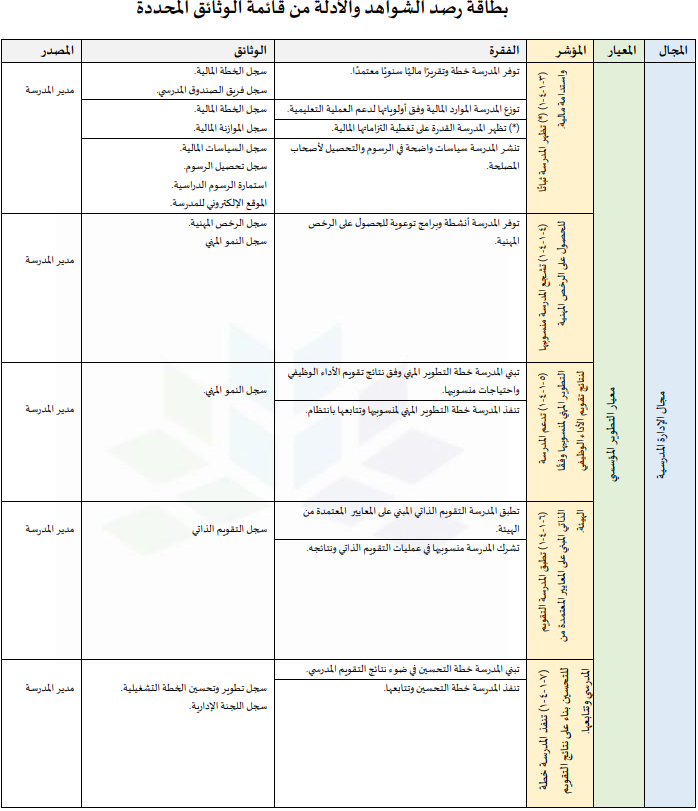 بطاقة رصد الشواهد والأدلة من قائمة الوثائق المحددة
المجال
المعيار
المؤشر
الفقرة
الوثائق
المصدر
مجال الإدارة المدرسية
معيار التطوير المؤسسي
(٣-١-٤-١) (*) تظهر المدرسة ثباتًا
واستدامة مالية.
توفر المدرسة خطة وتقريرًا ماليًا سنويًا معتمدًا.
سجل الخطة المالية.
سجل فريق الصندوق المدرسي.
مدير المدرسة
توزع المدرسة الموارد المالية وفق أولوياتها لدعم العملية التعليمية.
(*) تظهر المدرسة القدرة على تغطية التزاماتها المالية.
سجل الخطة المالية.
سجل الموازنة المالية.
تنشر المدرسة سياسات واضحة في الرسوم والتحصيل لأصحاب
المصلحة.
سجل السياسات المالية.
سجل تحصيل الرسوم.
استمارة الرسوم الدراسية.
الموقع الإلكتروني للمدرسة.
(٤-١-٤-١) تشجع المدرسة منسوبيها
للحصول على الرخص المهنية
توفر المدرسة أنشطة وبرامج توعوية للحصول على الرخص
المهنية.
سجل الرخص المهنية.
سجل النمو المهني
مدير المدرسة
(٥-١-٤-١) تدعم المدرسة
التطوير المهني لمنسوبيها وفقًا
لنتائج تقويم الأداء الوظيفي
تبني المدرسة خطة التطوير المهني وفق نتائج تقويم الأداء الوظيفي
واحتياجات منسوبيها.
تنفذ المدرسة خطة التطوير المهني لمنسوبيها وتتابعها بانتظام.
سجل النمو المهني.
مدير المدرسة
(٦-١-٤-١) تطبق المدرسة التقويم
الذاتي المبني على المعايير المعتمدة من
الهيئة.
تطبق المدرسة التقويم الذاتي المبني على المعايير المعتمدة من
الهيئة.
تشرك المدرسة منسوبيها في عمليات التقويم الذاتي ونتائجه.
سجل التقويم الذاتي
مدير المدرسة
(٧-١-٤-١) تنفذ المدرسة خطة
للتحسين بناء على نتائج التقويم
المدرسي وتتابعها.
تبني المدرسة خطة التحسين في ضوء نتائج التقويم المدرسي.
تنفذ المدرسة خطة التحسين وتتابعها.
سجل تطوير وتحسين الخطة التشغيلية.
سجل اللجنة الإدارية.
مدير المدرسة